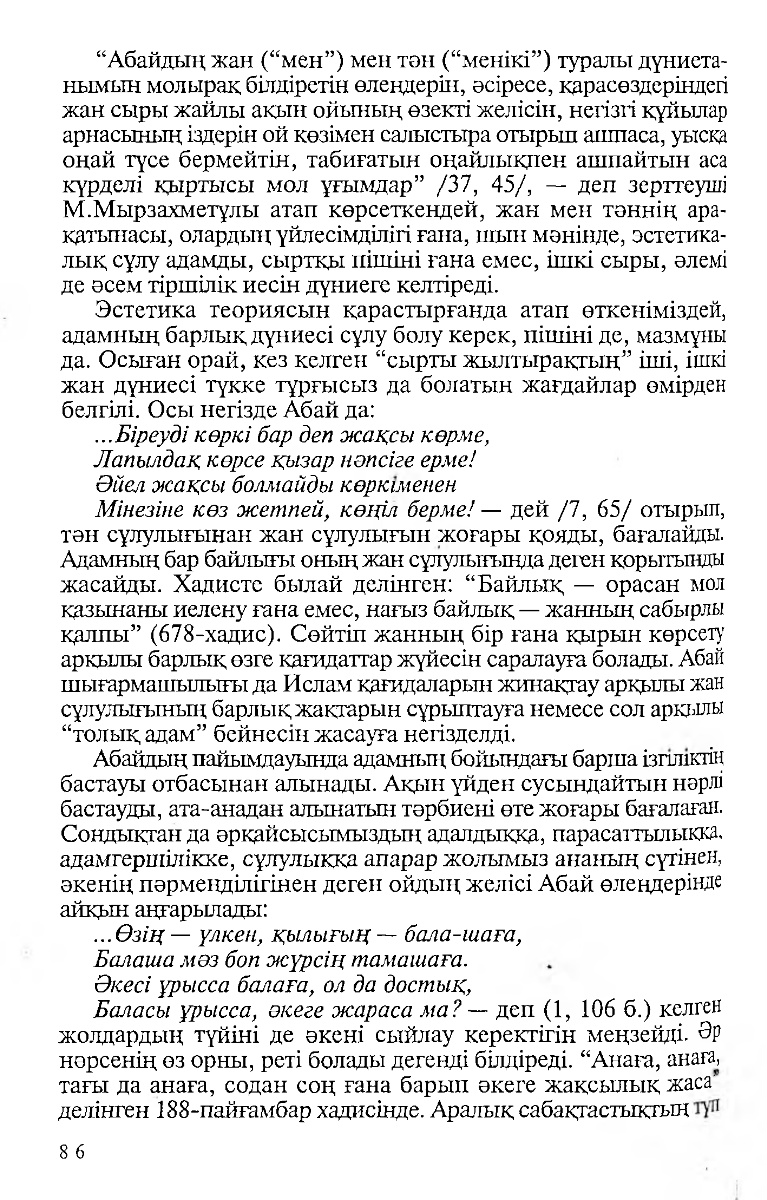 “Абайдың жан (“мен”) мен тән (“менікі”) туралы дүниета-
нымын молырақ білдіретін өлеңдерін, әсіресе, қарасөздеріндегі
жан сыры жайлы ақын ойының өзекті желісін, негізгі құйылар
арнасының іздерін ой көзімен салыстыра отырып ашпаса, уысқа
оңай түсе бермейтін, табиғатын оңайлықпен ашпайтын аса
күрделі қыртысы мол ұғымдар” /37, 45/, — деп зерттеуші
М.Мырзахметұлы атап көрсеткендей, жан мен тәннің ара-
қатынасы, олардың үйлесімділігі ғана, шын мәнінде, эстетика-
лық сұлу адамды, сыртқы пішіні ғана емес, ішкі сыры, әлемі
де әсем тіршілік иесін дүниеге келтіреді.
Эстетика теориясын қарастырғанда атап өткеніміздей,
адамның барлық дүниесі сұлу болу керек, пішіні де, мазмұны
да. Осыған орай, кез келген “сырты жылтырақтың” іші, ішкі
жан дүниесі түкке тұрғысыз да болатын жағдайлар өмірден
белгілі. Осы негізде Абай да:
...Біреуді көркі бар деп жақсы көрме,
Лапылдақ көрсе қызар нәпсіге ерме!
Әйел жақсы болмайды көркіменен
Мінезіне көз жетпей, көңіл берме! — дей /7, 65/ отырып,
тән сұлулығынан жан сұлулығын жоғары қояды, бағалайды.
Адамның бар байлығы оның жан сұлулығында деген қорытынды
жасайды. Хадисте былай делінген: “Байлық — орасан мол
қазынаны иелену ғана емес, нағыз байлық — жанның сабырлы
қалпы” (678-хадис). Сөйтіп жанның бір ғана қырын көрсету
арқылы барлық өзге қағидаттар жүйесін саралауға болады. Абай
шығармашылығы да Ислам қағидаларын жинақтау арқылы жан
сұлулығының барлық жақтарын сұрыптауға немесе сол арқылы
“толық адам” бейнесін жасауға негізделді.
Абайдың пайымдауында адамның бойындағы барша ізгіліктің
бастауы отбасынан алынады. Ақын үйден сусындайтын нәрлі
бастауды, ата-анадан алынатын тәрбиені өте жоғары бағалаған.
Сондықтан да әрқайсысымыздың адалдыққа, парасаттылыққа,
адамгершілікке, сұлулыққа апарар жолымыз ананың сүтінен,
әкенің пәрменділігінен деген ойдың желісі Абай өлеңдерінде
айқын аңғарылады:
...Өзің — үлкен, қылығың — бала-шаға,
Балаша мәз боп жүрсің тамашаға.
Әкесі ұрысса балаға, ол да достық,
Баласы ұрысса, әкеге жараса ма? — деп (1, 106 б.) келген
жолдардың түйіні де әкені сыйлау керектігін меңзейді. Әр
нәрсенің өз орны, реті болады дегенді білдіреді. “Анаға, анаға,
тағы да анаға, содан соң ғана барып әкеге жақсылық жаса”
делінген 188-пайғамбар хадисінде. Аралық сабақтастықтың түп
86